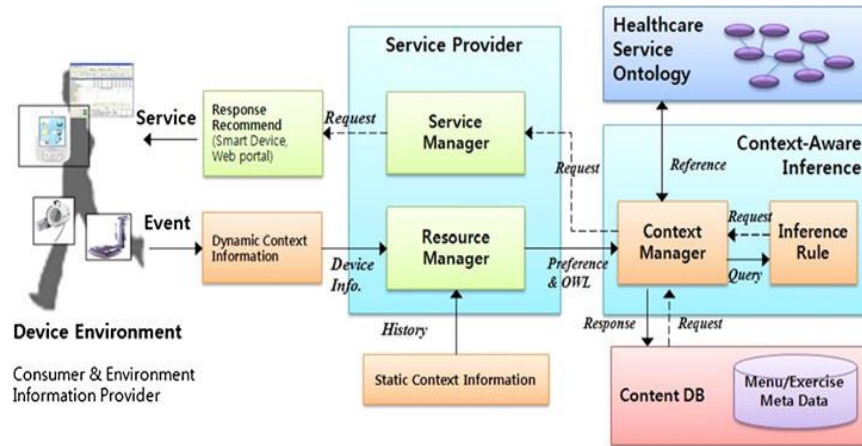 Service Provider
Healthcare
Service
Ontology
Service
Response
Recommend
(Smart Device,
Web portal)
Request
Service
Manager
Request
Reference
Context-Aware
Inference
Event
Dynamic Context
Information
Device
Info.
Resource
Manager
Preference
& OWL
Context
Manager
Request
Query
Inference
Rule
Device Environment
Consumer & Environment
Information Provider
History
Static Context Information
Response
Request
Content DB
Menu/Exercise
Meta Data